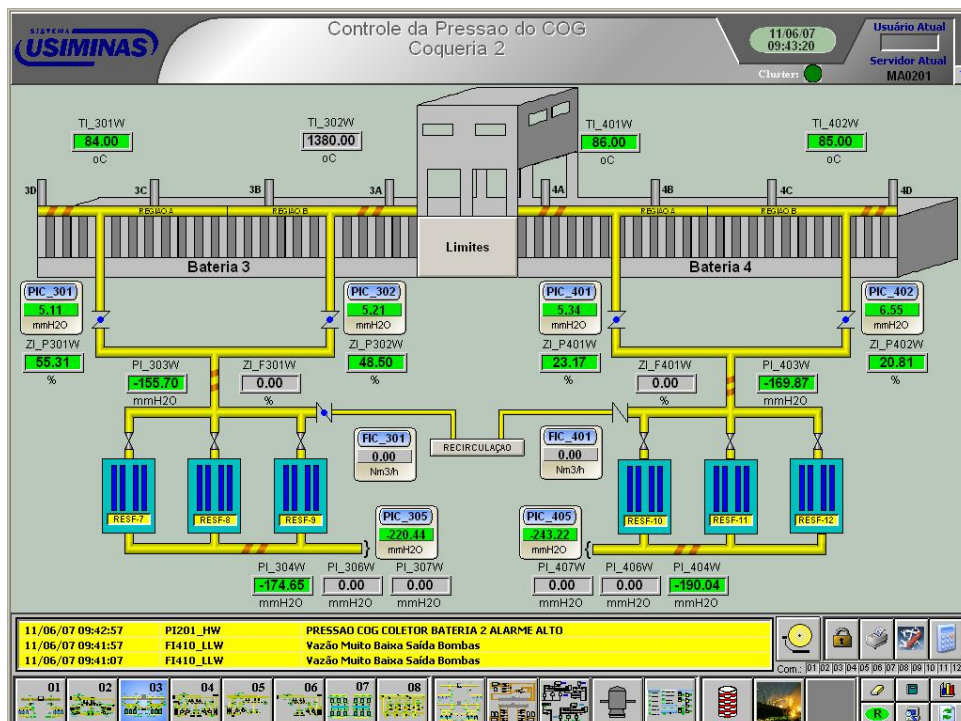 SISTEMA
USIMINAS
Controle da Pressao do COG
Coqueria 2
11/06/07
09:43:20
Cluster:
Usuário Atual
Servidor Atual
MA0201
TI_301W
84.00
oC
TI_302W
1380.00
oC
TI_401W
86.00
oC
TI_402W
85.00
oC
3D 3C 3B 3A 4A 4B 4C 4D
REGIAO A REGIAO B REGIAO A REGIAO B
Limites
Bateria 3
Bateria 4
PIC_301
5.11
mmH2O
PIC_302
5.21
mmH2O
PIC_401
5.34
mmH2O
PIC_402
6.55
mmH2O
ZI_P301W
55.31
%
ZI_P302W
48.50
%
ZI_P401W
23.17
%
ZI_P402W
20.81
%
PI_303W
-155.70
mmH2O
ZI_F301W
0.00
%
ZI_F401W
0.00
%
PI_403W
-169.87
mmH2O
FIC_301
0.00
Nm3/h
RECIRCULAÇAO
FIC_401
0.00
Nm3/h
RESF-7 RESF-8 RESF-9 RESF-10 RESF-11 RESF-12
PIC_305
-220.44
mmH2O
PIC_405
-243.22
mmH2O
PI_304W
-174.65
mmH2O
PI_306W
0.00
mmH2O
PI_307W
0.00
mmH2O
PI_407W
0.00
mmH2O
PI_406W
0.00
mmH2O
PI_404W
-190.04
mmH2O
11/06/07 09:42:57 PI201_HW PRESSAO COG COLETOR BATERIA 2 ALARME ALTO
11/06/07 09:41:57 FI410_LLW Vazão Muito Baixa Saída Bombas
11/06/07 09:41:07 FI410_LLW Vazão Muito Baixa Saída Bombas
Com.: 01 02 03 04 05 06 07 08 09 10 11 12
01 02 03 04 05 06 07 08
R